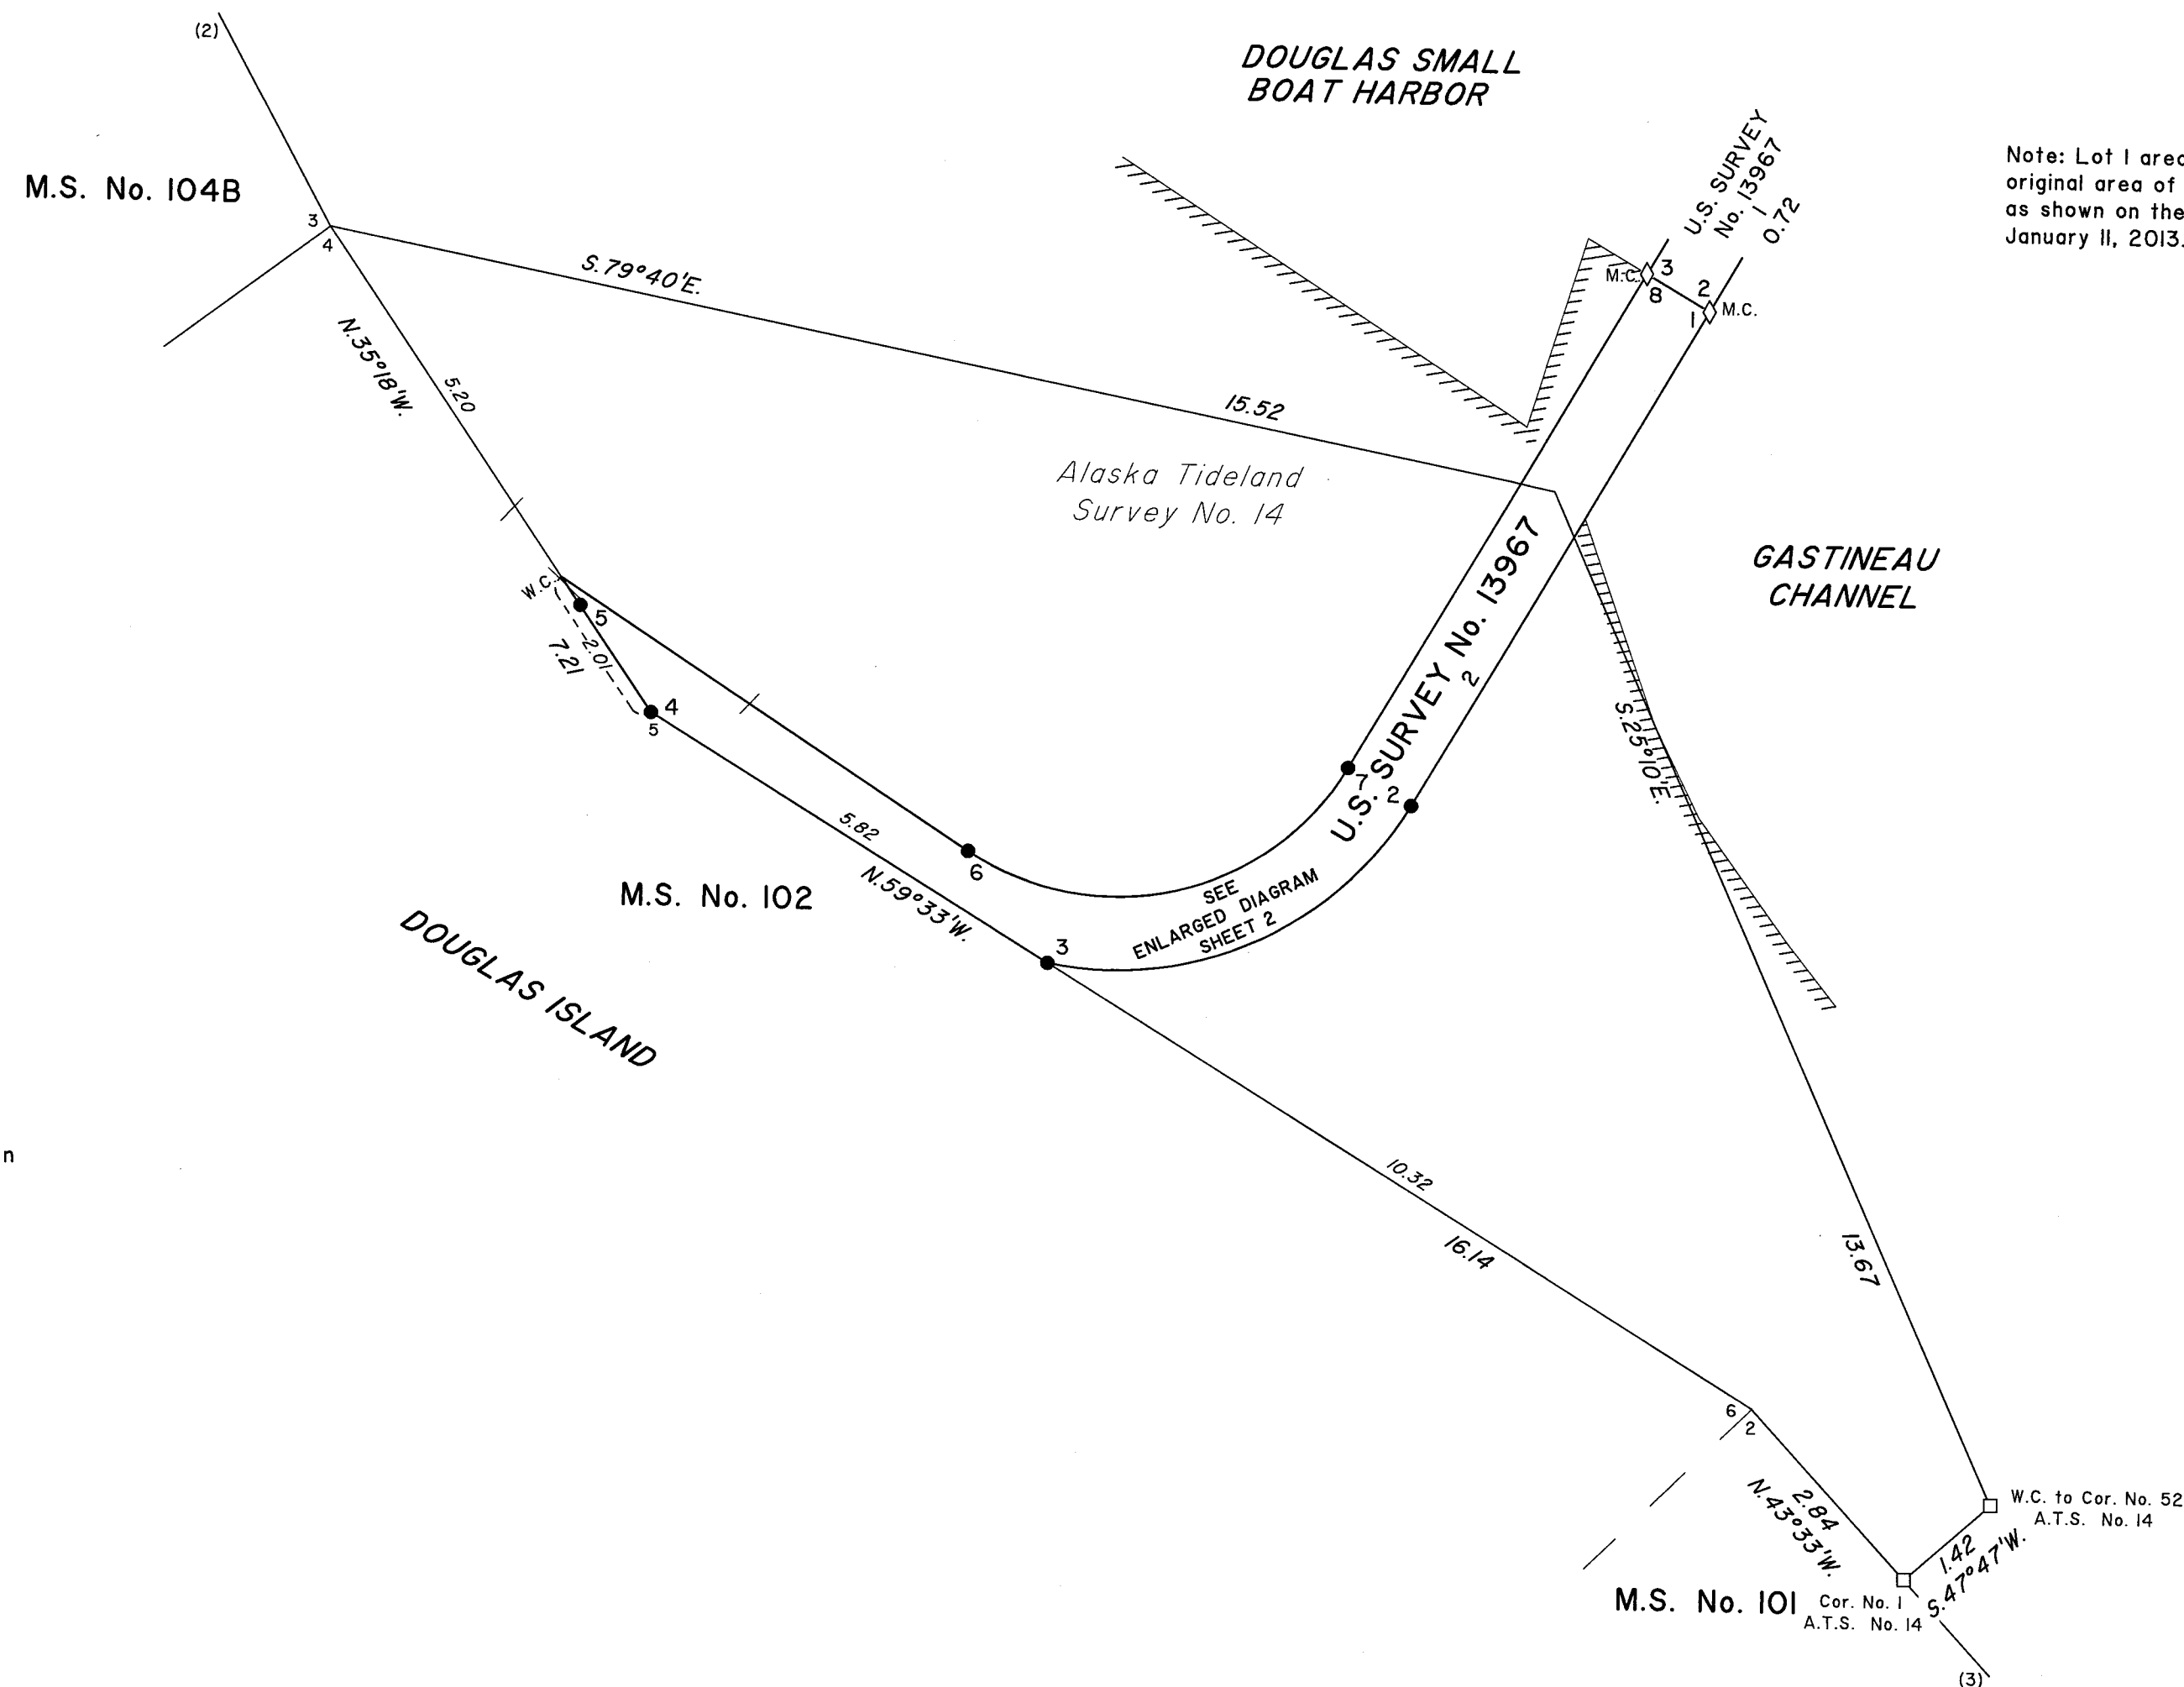 (2)
DOUGLAS SMALL
BOAT HARBOR
U.S. SURVEY
No. 13967
1
0.72
Note: Lot 1 area
original area of
as shown on the
January 11, 2013.
M.S. No. 104B
3
4
S.79°40'E.
15.52
M.C.
3
8
2
1
M.C.
N.35°18'W.
5.20
Alaska Tideland
Survey No. 14
GASTINEAU
CHANNEL
W.C.
5
2.01
7.21
4
5
U.S. SURVEY No. 13967
2
S.25°10'E.
7
2
5.82
6
N.59°33'W.
SEE
ENLARGED DIAGRAM
SHEET 2
M.S. No. 102
DOUGLAS ISLAND
3
n
10.32
16.14
13.67
6
2
2.84
N.43°33'W.
W.C. to Cor. No. 52
A.T.S. No. 14
1.42
S.47°47'W.
M.S. No. 101
Cor. No. 1
A.T.S. No. 14
(3)